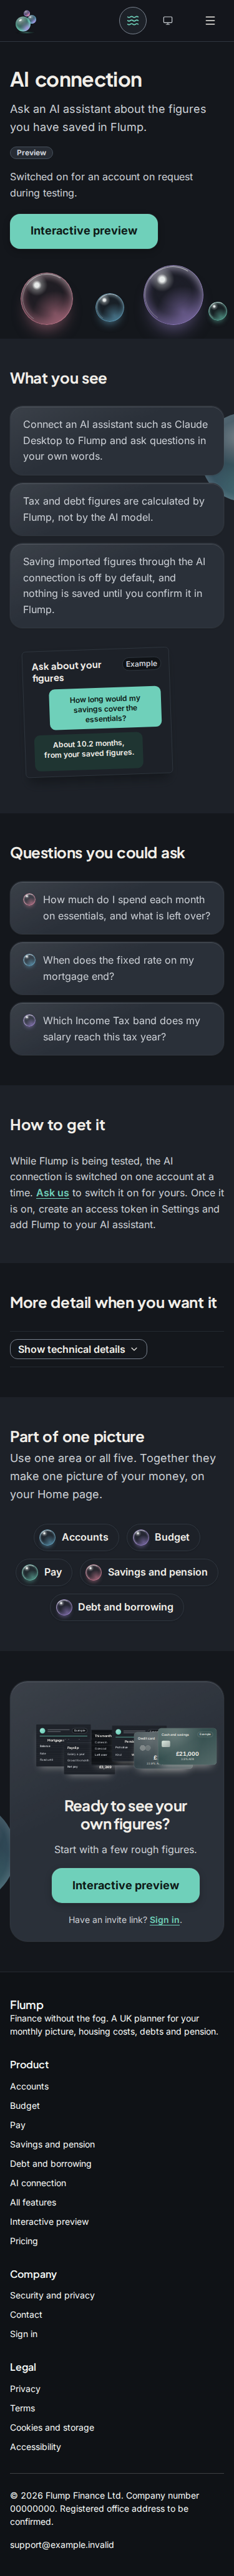 AI connection
Ask an AI assistant about the figures
you have saved in Flump.
Preview
Switched on for an account on request
during testing.
Interactive preview
What you see
Connect an AI assistant such as Claude
Desktop to Flump and ask questions in
your own words.
Tax and debt figures are calculated by
Flump, not by the AI model.
Saving imported figures through the AI
connection is off by default, and
nothing is saved until you confirm it in
Flump.
Ask about your
figures
Example
How long would my
savings cover the
essentials?
About 10.2 months,
from your saved figures.
Questions you could ask
How much do I spend each month
on essentials, and what is left over?
When does the fixed rate on my
mortgage end?
Which Income Tax band does my
salary reach this tax year?
How to get it
While Flump is being tested, the AI
connection is switched on one account at a
time. Ask us to switch it on for yours. Once it
is on, create an access token in Settings and
add Flump to your AI assistant.
More detail when you want it
Show technical details
Part of one picture
Use one area or all five. Together they
make one picture of your money, on
your Home page.
Accounts
Budget
Pay
Savings and pension
Debt and borrowing
£21,000
Ready to see your
own figures?
Start with a few rough figures.
Interactive preview
Have an invite link? Sign in.
Flump
Finance without the fog. A UK planner for your
monthly picture, housing costs, debts and pension.
Product
Accounts
Budget
Pay
Savings and pension
Debt and borrowing
AI connection
All features
Interactive preview
Pricing
Company
Security and privacy
Contact
Sign in
Legal
Privacy
Terms
Cookies and storage
Accessibility
© 2026 Flump Finance Ltd. Company number
00000000. Registered office address to be
confirmed.
support@example.invalid